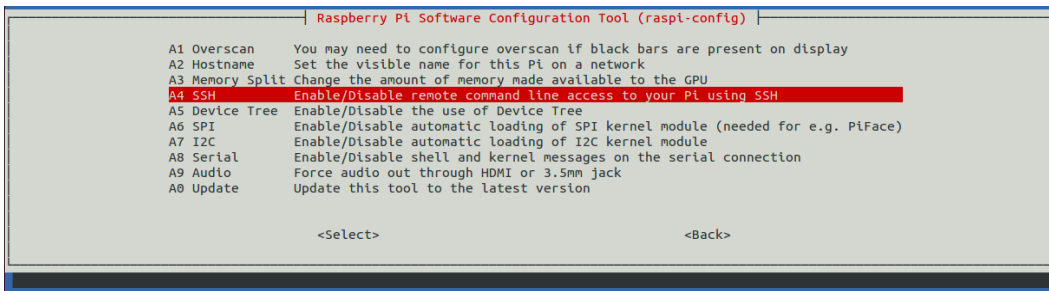 Raspberry Pi Software Configuration Tool (raspi-config)
A1 Overscan You may need to configure overscan if black bars are present on display
A2 Hostname Set the visible name for this Pi on a network
A3 Memory Split Change the amount of memory made available to the GPU
A4 SSH Enable/Disable remote command line access to your Pi using SSH
A5 Device Tree Enable/Disable the use of Device Tree
A6 SPI Enable/Disable automatic loading of SPI kernel module (needed for e.g. PiFace)
A7 I2C Enable/Disable automatic loading of I2C kernel module
A8 Serial Enable/Disable shell and kernel messages on the serial connection
A9 Audio Force audio out through HDMI or 3.5mm jack
A0 Update Update this tool to the latest version
<Select> <Back>